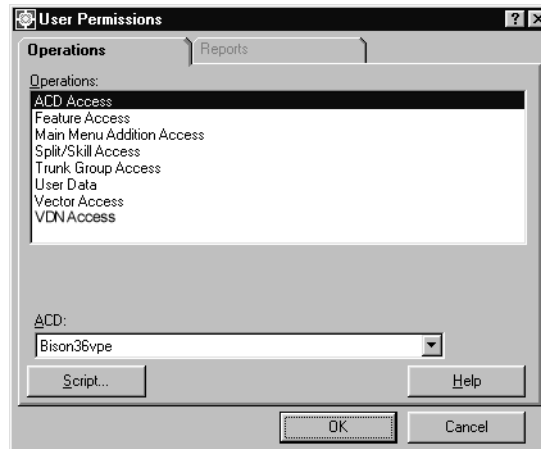 User Permissions
Operations
Reports
Operations:
ACD Access
Feature Access
Main Menu Addition Access
Split/Skill Access
Trunk Group Access
User Data
Vector Access
VDN Access
ACD:
Bison36vpe
Script... Help
OK Cancel